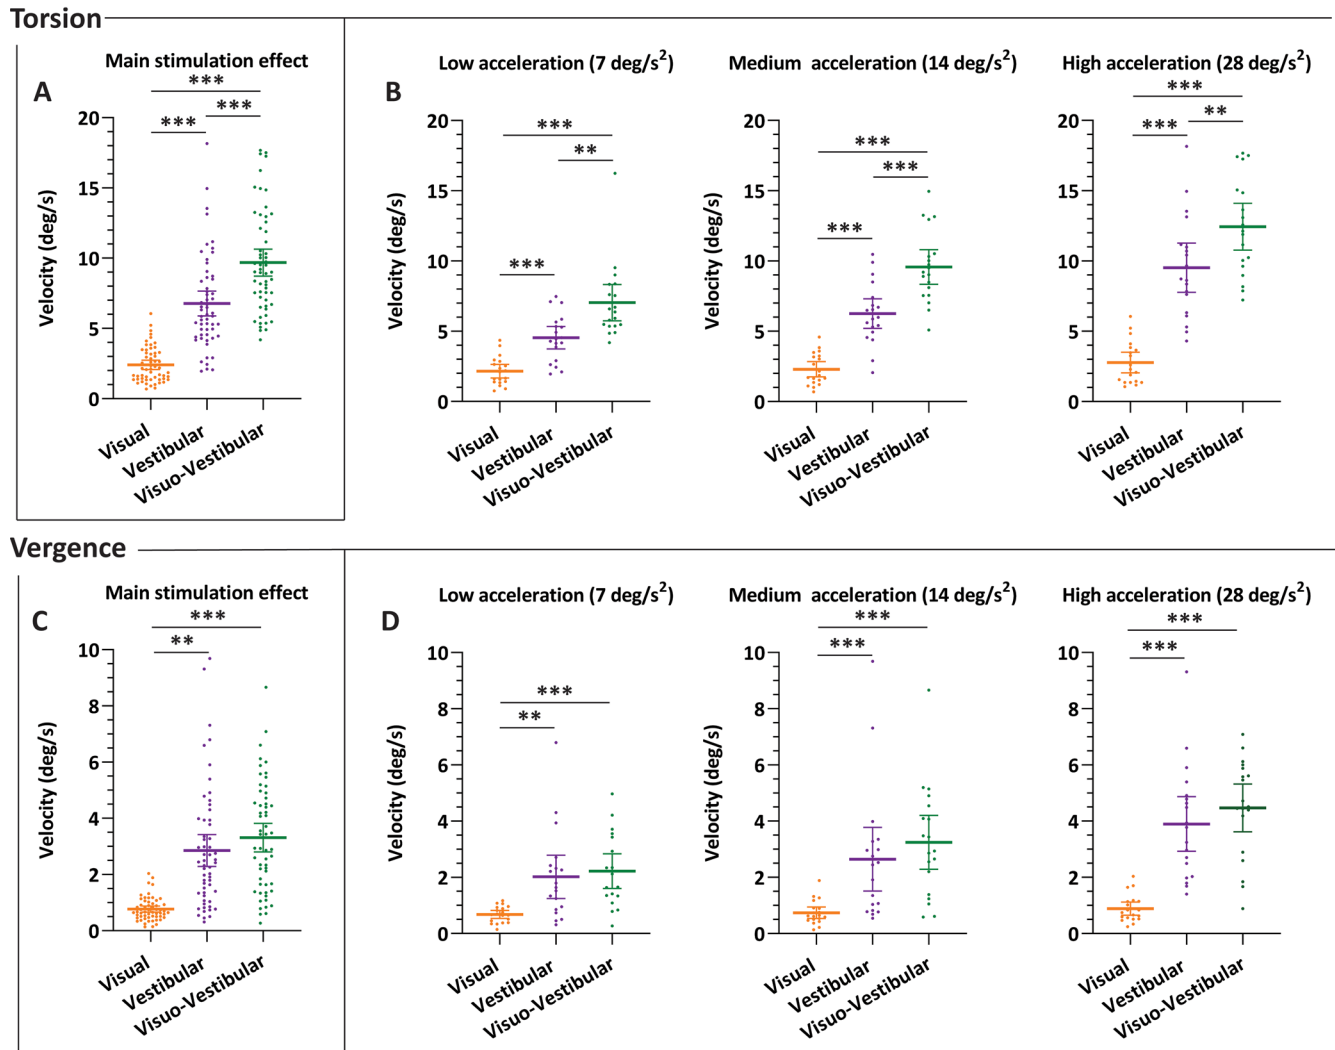 Torsion
Main stimulation effect
A
***
***
***
Velocity (deg/s)
20
15
10
5
0
Visual
Vestibular
Visuo-Vestibular
B
Low acceleration (7 deg/s²)
***
**
***
Velocity (deg/s)
20
15
10
5
0
Visual
Vestibular
Visuo-Vestibular
Medium acceleration (14 deg/s²)
***
***
***
Velocity (deg/s)
20
15
10
5
0
Visual
Vestibular
Visuo-Vestibular
High acceleration (28 deg/s²)
***
***
**
20
15
10
5
0
Visual
Vestibular
Visuo-Vestibular
Vergence
Main stimulation effect
C
***
**
Velocity (deg/s)
10
8
6
4
2
0
Visual
Vestibular
Visuo-Vestibular
D
Low acceleration (7 deg/s²)
***
**
Velocity (deg/s)
10
8
6
4
2
0
Visual
Vestibular
Visuo-Vestibular
Medium acceleration (14 deg/s²)
***
***
Velocity (deg/s)
10
8
6
4
2
0
Visual
Vestibular
Visuo-Vestibular
High acceleration (28 deg/s²)
***
***
10
8
6
4
2
0
Visual
Vestibular
Visuo-Vestibular